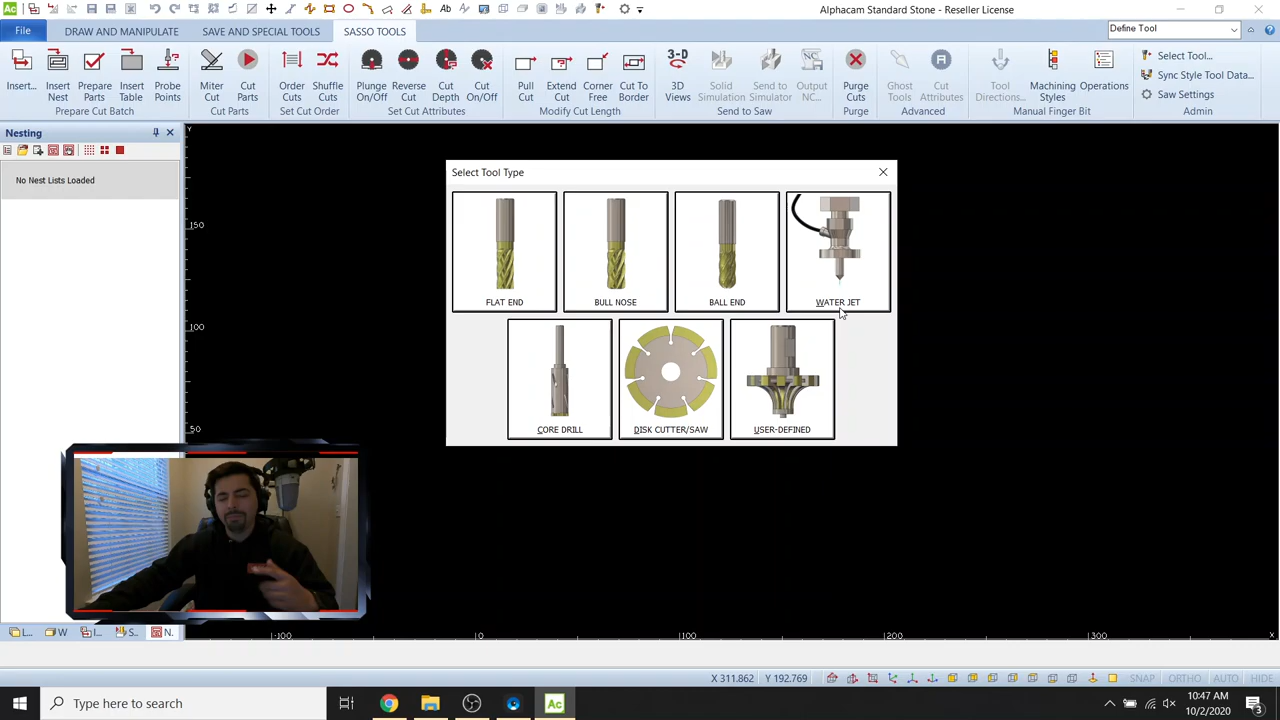 Alphacam Standard Stone - Reseller License
File
DRAW AND MANIPULATE
SAVE AND SPECIAL TOOLS
SASSO TOOLS
Define Tool
Insert...
Insert Nest
Prepare Parts
Insert Table
Probe Points
Miter Cut
Cut Parts
Order Cuts
Shuffle Cuts
Plunge On/Off
Reverse Cut
Cut Depth
Cut On/Off
Pull Cut
Extend Cut
Corner Free
Cut To Border
3-D
3D Views
Solid Simulation
Send to Simulator
NC
Output NC...
Purge Cuts
Ghost Tools
Cut Attributes
Tool Directions...
Machining Styles
Operations
Select Tool...
Sync Style Tool Data...
Saw Settings
Prepare Cut Batch
Cut Parts
Set Cut Order
Set Cut Attributes
Modify Cut Length
Send to Saw
Purge
Advanced
Manual Finger Bit
Admin
Nesting
No Nest Lists Loaded
Y
150
100
50
Select Tool Type
FLAT END
BULL NOSE
BALL END
WATER JET
CORE DRILL
DISK CUTTER/SAW
USER-DEFINED
-100
0
100
200
300
X
L...
W
I...
S..
N.
X 311.862
Y 192.769
SNAP
ORTHO
AUTO
HIDE
Type here to search
Ac
10:47 AM
10/2/2020
3